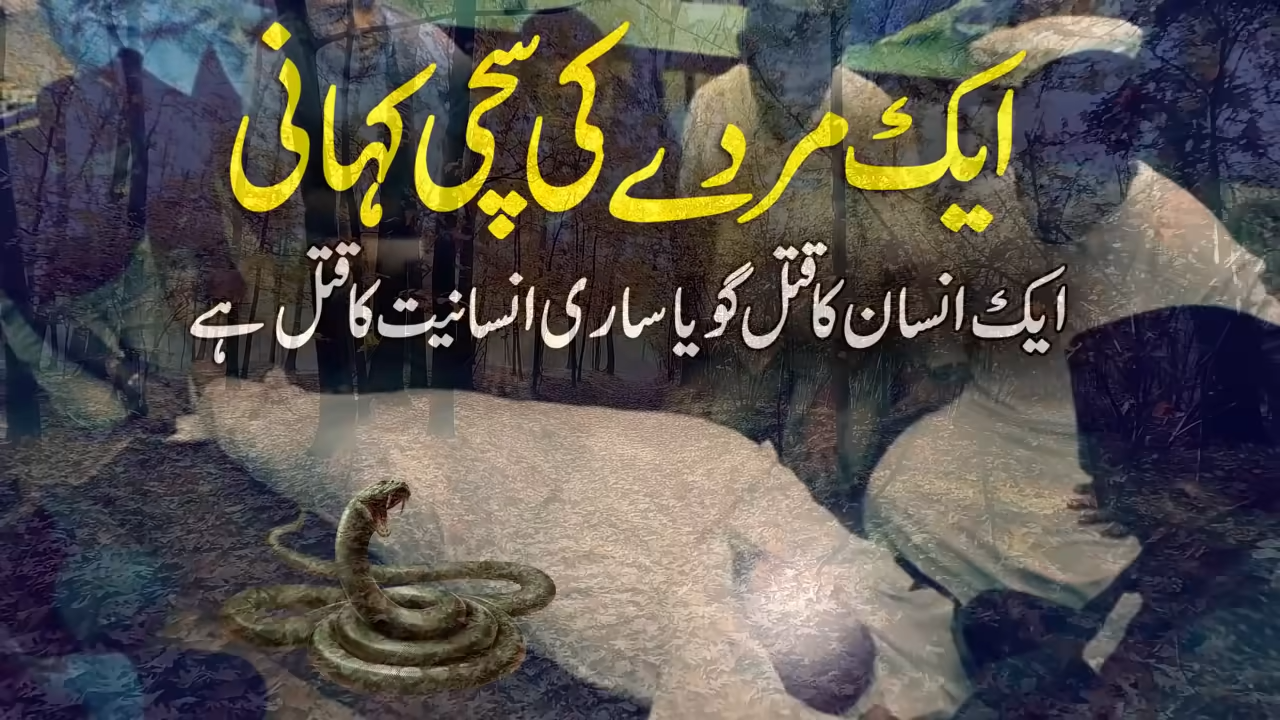 ایک مردے کی سچی کہانی
ایک انسان کا قتل گویا ساری انسانیت کا قتل ہے